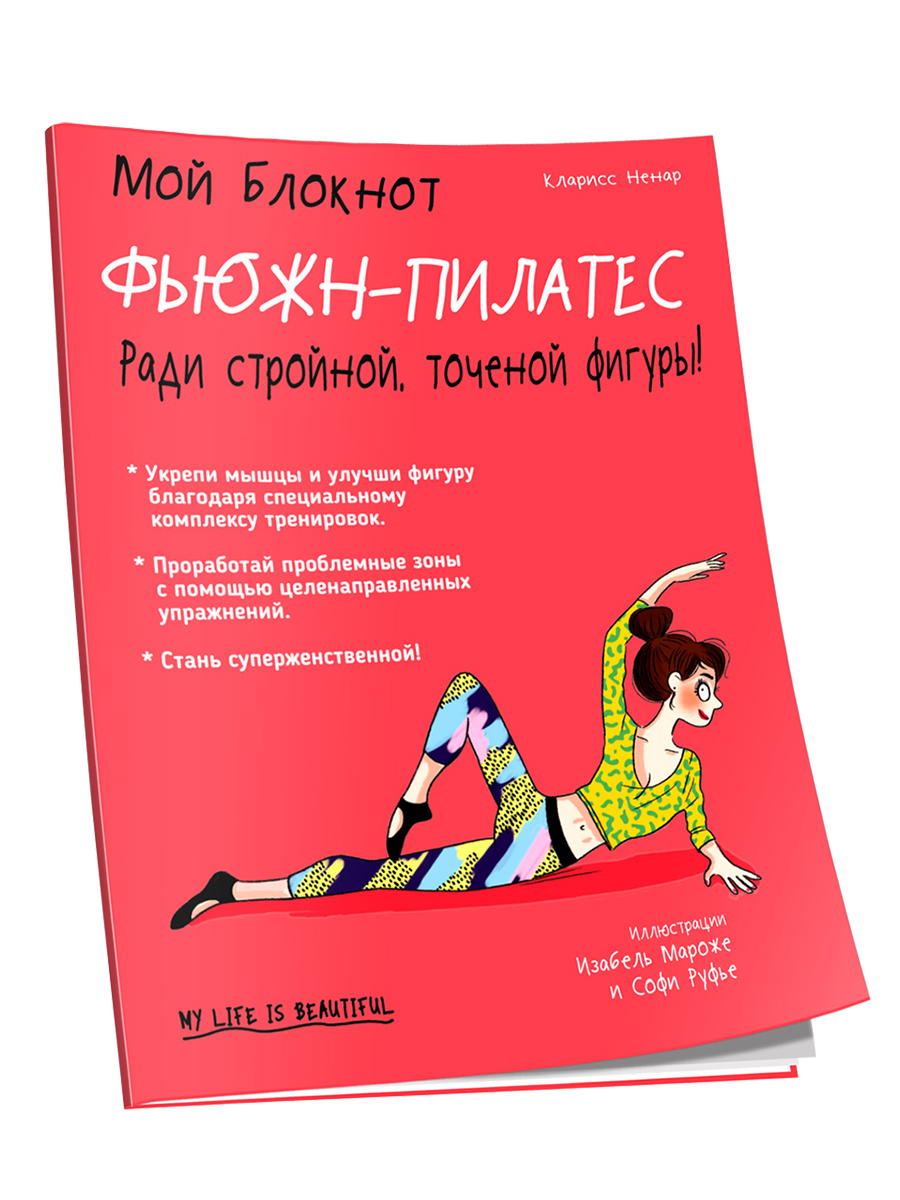 Мой Блокнот
Кларисс Ненар
ФЬЮЖН-ПИЛАТЕС
Ради стройной, точеной фигуры!
* Укрепи мышцы и улучши фигуру
благодаря специальному
комплексу тренировок.
* Проработай проблемные зоны
с помощью целенаправленных
упражнений.
* Стань суперженственной!
Иллюстрации
Изабель Мароже
и Софи Руфье
MY LIFE IS BEAUTIFUL